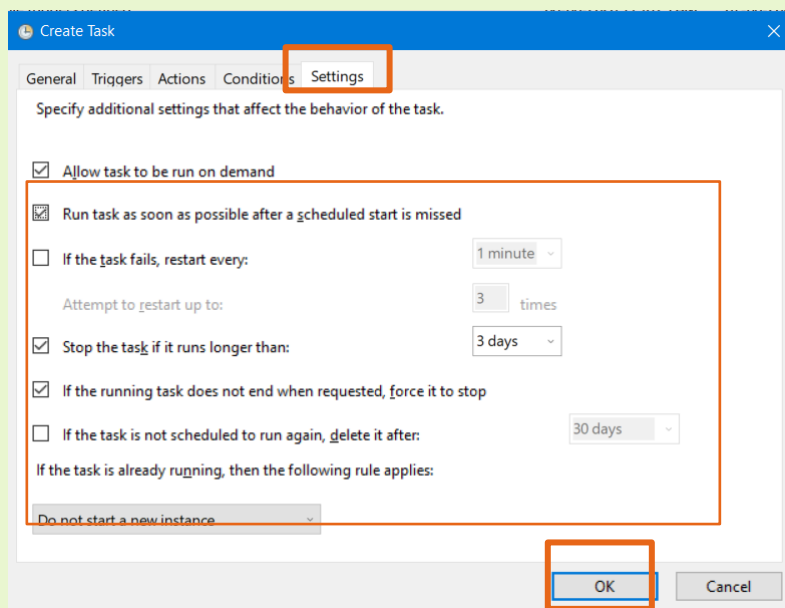 Create Task
General Triggers Actions Conditions Settings
Specify additional settings that affect the behavior of the task.
Allow task to be run on demand
Run task as soon as possible after a scheduled start is missed
If the task fails, restart every: 1 minute
Attempt to restart up to: 3 times
Stop the task if it runs longer than: 3 days
If the running task does not end when requested, force it to stop
If the task is not scheduled to run again, delete it after: 30 days
If the task is already running, then the following rule applies:
Do not start a new instance
OK Cancel